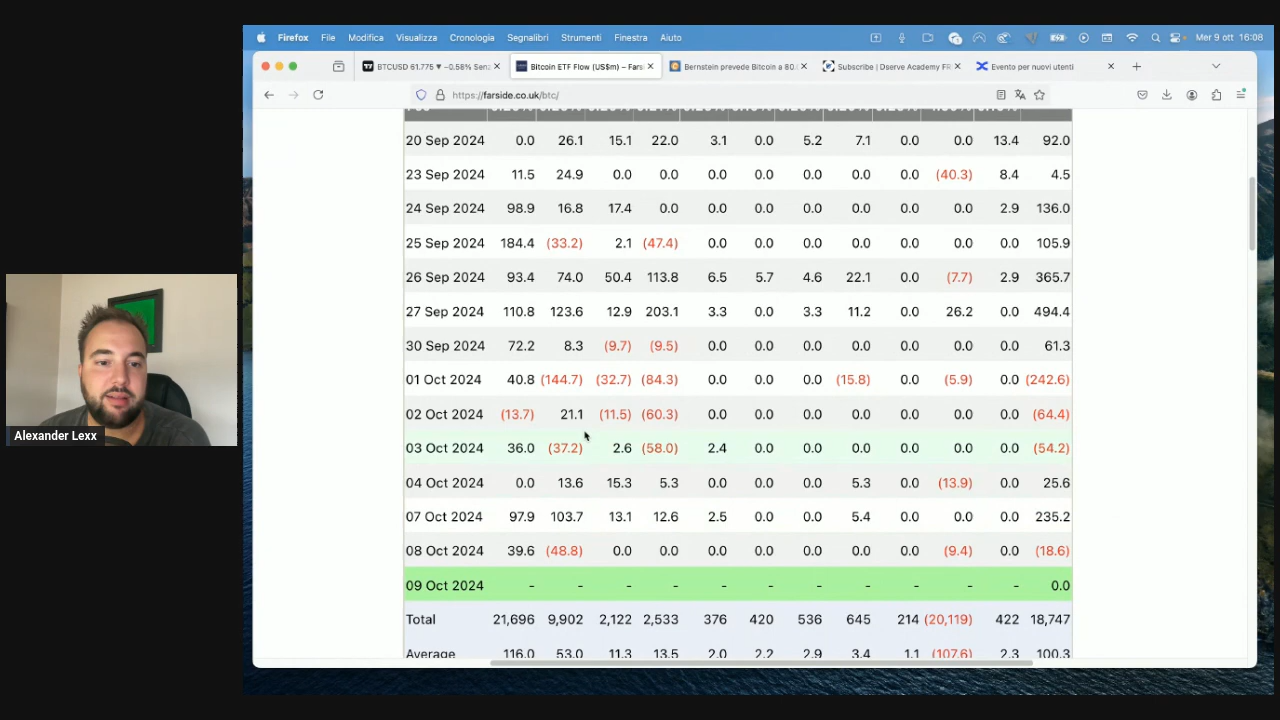 Firefox File Modifica Visualizza Cronologia Segnalibri Strumenti Finestra Aiuto Mer 9 ott 16:08
BTCUSD 61.775 ▼ −0.58% Sen: Bitcoin ETF Flow (US$m) – Fars Bernstein prevede Bitcoin a 80. Subscribe | Dserve Academy FR Evento per nuovi utenti
https://farside.co.uk/btc/
20 Sep 2024 0.0 26.1 15.1 22.0 3.1 0.0 5.2 7.1 0.0 0.0 13.4 92.0
23 Sep 2024 11.5 24.9 0.0 0.0 0.0 0.0 0.0 0.0 0.0 (40.3) 8.4 4.5
24 Sep 2024 98.9 16.8 17.4 0.0 0.0 0.0 0.0 0.0 0.0 0.0 2.9 136.0
25 Sep 2024 184.4 (33.2) 2.1 (47.4) 0.0 0.0 0.0 0.0 0.0 0.0 0.0 105.9
26 Sep 2024 93.4 74.0 50.4 113.8 6.5 5.7 4.6 22.1 0.0 (7.7) 2.9 365.7
27 Sep 2024 110.8 123.6 12.9 203.1 3.3 0.0 3.3 11.2 0.0 26.2 0.0 494.4
30 Sep 2024 72.2 8.3 (9.7) (9.5) 0.0 0.0 0.0 0.0 0.0 0.0 0.0 61.3
01 Oct 2024 40.8 (144.7) (32.7) (84.3) 0.0 0.0 0.0 (15.8) 0.0 (5.9) 0.0 (242.6)
02 Oct 2024 (13.7) 21.1 (11.5) (60.3) 0.0 0.0 0.0 0.0 0.0 0.0 0.0 (64.4)
03 Oct 2024 36.0 (37.2) 2.6 (58.0) 2.4 0.0 0.0 0.0 0.0 0.0 0.0 (54.2)
04 Oct 2024 0.0 13.6 15.3 5.3 0.0 0.0 0.0 5.3 0.0 (13.9) 0.0 25.6
07 Oct 2024 97.9 103.7 13.1 12.6 2.5 0.0 0.0 5.4 0.0 0.0 0.0 235.2
08 Oct 2024 39.6 (48.8) 0.0 0.0 0.0 0.0 0.0 0.0 0.0 (9.4) 0.0 (18.6)
09 Oct 2024 - - - - - - - - - - - 0.0
Total 21,696 9,902 2,122 2,533 376 420 536 645 214 (20,119) 422 18,747
Average 116.0 53.0 11.3 13.5 2.0 2.2 2.9 3.4 1.1 (107.6) 2.3 100.3
Alexander Lexx